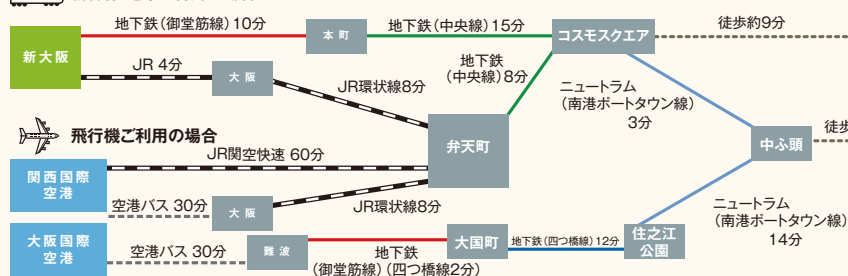 地下鉄(御堂筋線)10分
本町
地下鉄(中央線)15分
コスモスクエア
徒歩約9分
新大阪
JR 4分
大阪
JR環状線8分
地下鉄
(中央線)8分
ニュートラム
(南港ポートタウン線)
3分
飛行機ご利用の場合
弁天町
中ふ頭
徒歩
JR関空快速 60分
関西国際
空港
空港バス 30分
大阪
JR環状線8分
ニュートラム
(南港ポートタウン線)
14分
大阪国際
空港
空港バス 30分
難波
地下鉄
(御堂筋線)(四つ橋線2分)
大国町
地下鉄(四つ橋線)12分
住之江
公園